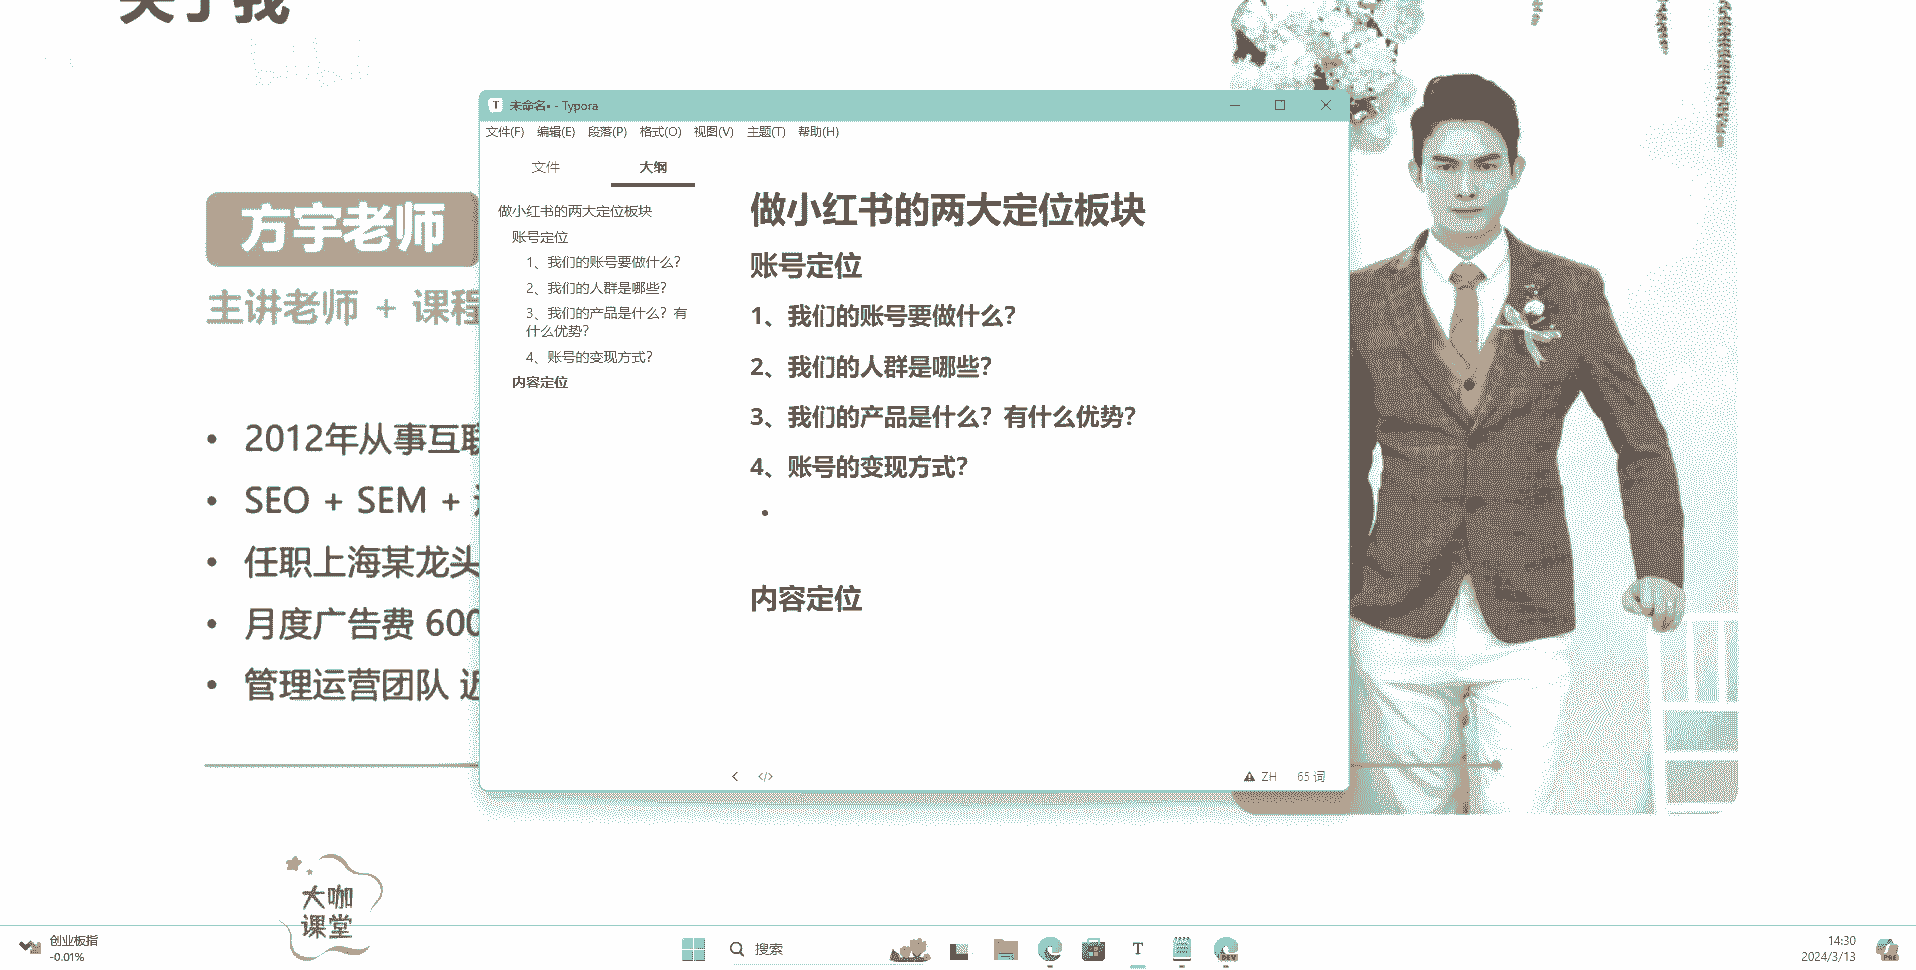 关于我
bilibili
方宇老师
主讲老师 + 课程
2012年从事互联
SEO + SEM +
任职上海某龙头
月度广告费 600
管理运营团队 近
未命名• - Typora
文件(F) 编辑(E) 段落(P) 格式(O) 视图(V) 主题(T) 帮助(H)
文件 大纲
做小红书的两大定位板块
账号定位
1、我们的账号要做什么?
2、我们的人群是哪些?
3、我们的产品是什么? 有
什么优势?
4、账号的变现方式?
内容定位
做小红书的两大定位板块
账号定位
1、我们的账号要做什么?
2、我们的人群是哪些?
3、我们的产品是什么? 有什么优势?
4、账号的变现方式?
内容定位
ZH 65 词
大咖
课堂
创业板指
-0.01%
搜索
T
DEV
14:30
2024/3/13
PRE